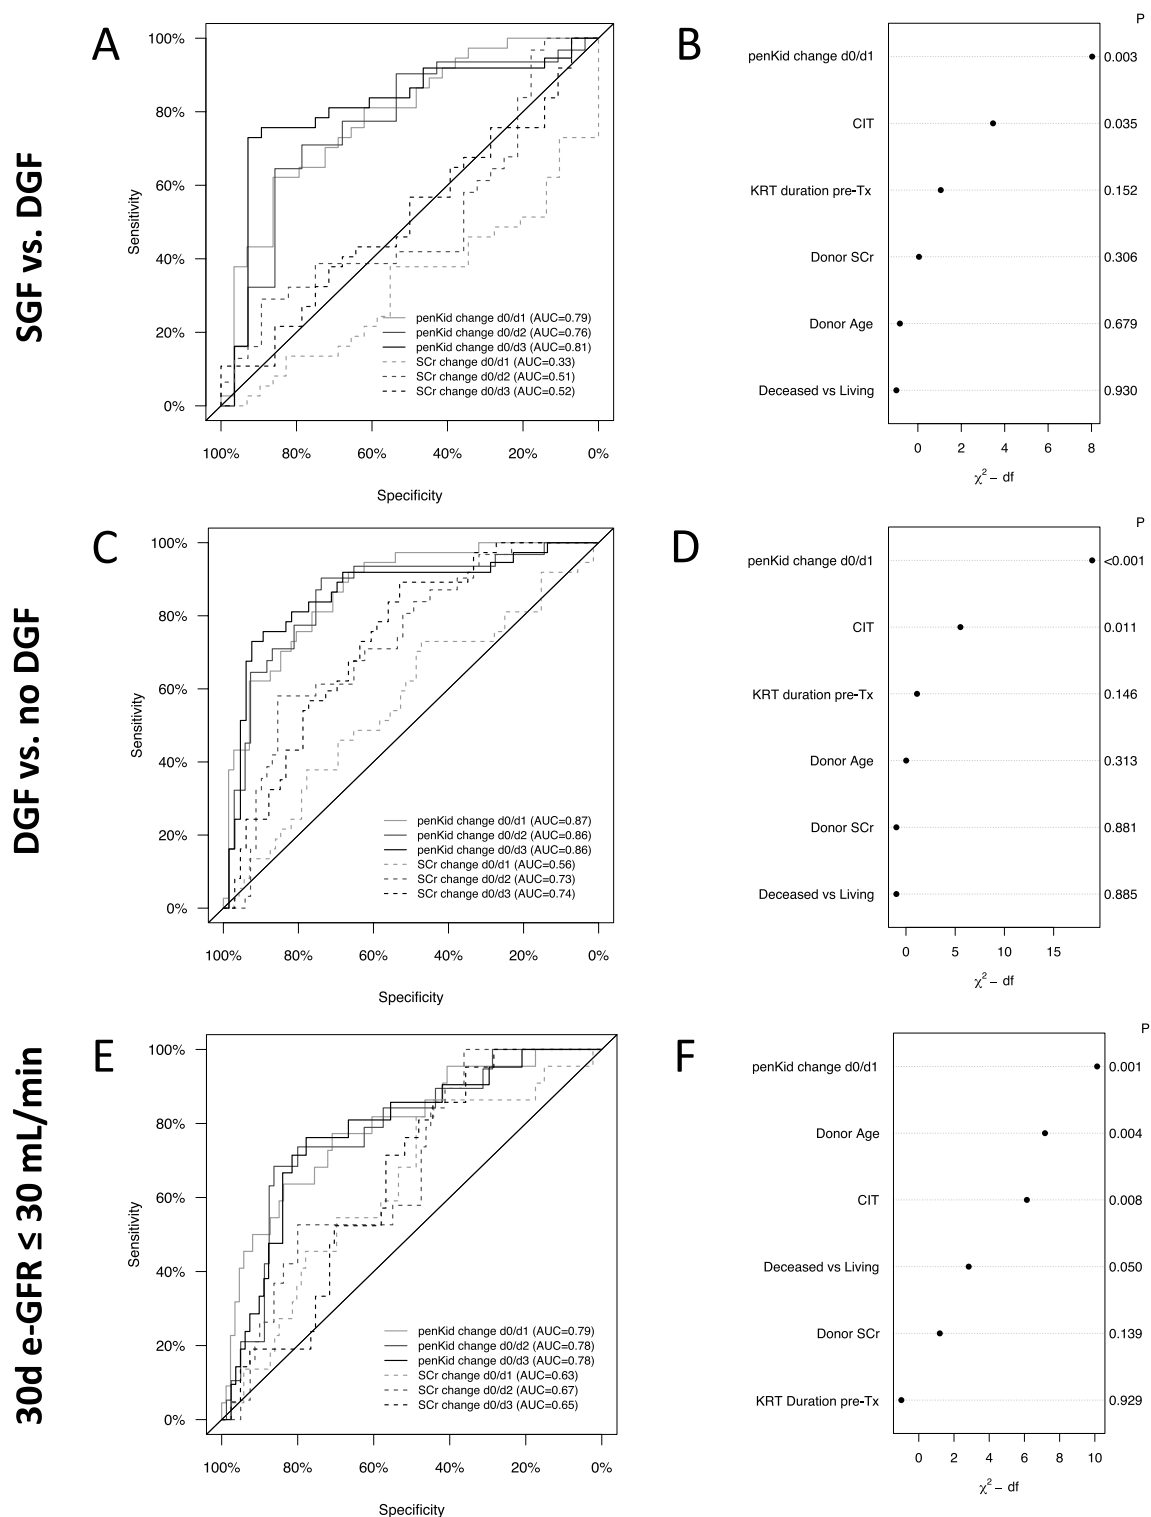 SGF vs. DGF
A
100%
80%
60%
40%
20%
0%
Sensitivity
penKid change d0/d1 (AUC=0.79)
penKid change d0/d2 (AUC=0.76)
penKid change d0/d3 (AUC=0.81)
SCr change d0/d1 (AUC=0.33)
SCr change d0/d2 (AUC=0.51)
SCr change d0/d3 (AUC=0.52)
100% 80% 60% 40% 20% 0%
Specificity
B
P
penKid change d0/d1 0.003
CIT 0.035
KRT duration pre-Tx 0.152
Donor SCr 0.306
Donor Age 0.679
Deceased vs Living 0.930
0 2 4 6 8
χ² − df
DGF vs. no DGF
C
100%
80%
60%
40%
20%
0%
Sensitivity
penKid change d0/d1 (AUC=0.87)
penKid change d0/d2 (AUC=0.86)
penKid change d0/d3 (AUC=0.86)
SCr change d0/d1 (AUC=0.56)
SCr change d0/d2 (AUC=0.73)
SCr change d0/d3 (AUC=0.74)
100% 80% 60% 40% 20% 0%
Specificity
D
P
penKid change d0/d1 <0.001
CIT 0.011
KRT duration pre-Tx 0.146
Donor Age 0.313
Donor SCr 0.881
Deceased vs Living 0.885
0 5 10 15
χ² − df
30d e-GFR ≤ 30 mL/min
E
100%
80%
60%
40%
20%
0%
Sensitivity
penKid change d0/d1 (AUC=0.79)
penKid change d0/d2 (AUC=0.78)
penKid change d0/d3 (AUC=0.78)
SCr change d0/d1 (AUC=0.63)
SCr change d0/d2 (AUC=0.67)
SCr change d0/d3 (AUC=0.65)
100% 80% 60% 40% 20% 0%
Specificity
F
P
penKid change d0/d1 0.001
Donor Age 0.004
CIT 0.008
Deceased vs Living 0.050
Donor SCr 0.139
KRT Duration pre-Tx 0.929
0 2 4 6 8 10
χ² − df